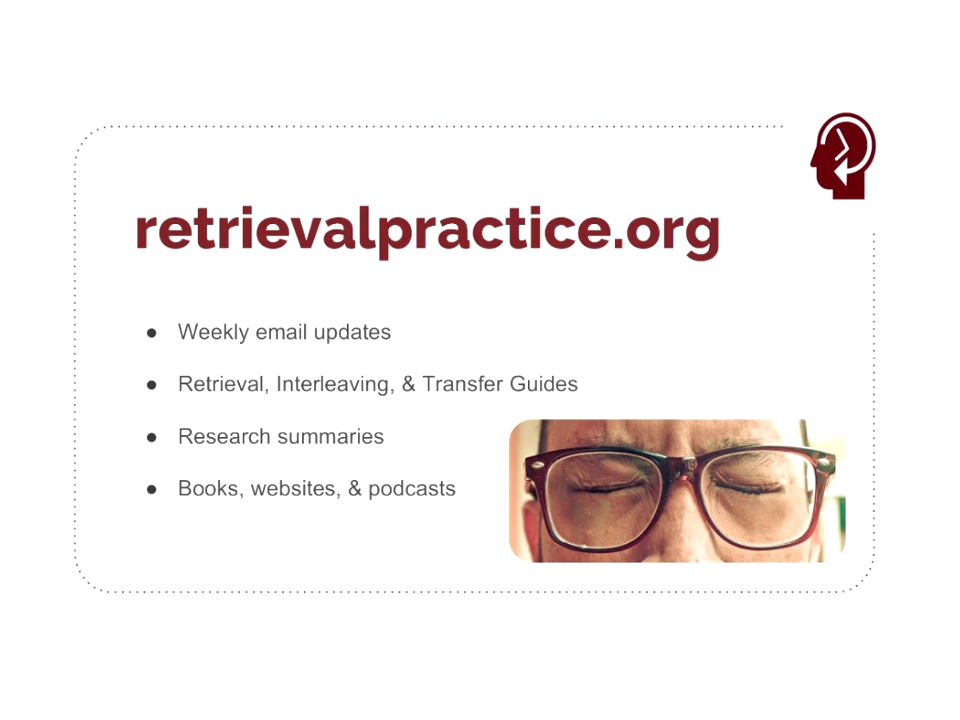 retrievalpractice.org
● Weekly email updates
● Retrieval, Interleaving, & Transfer Guides
● Research summaries
● Books, websites, & podcasts